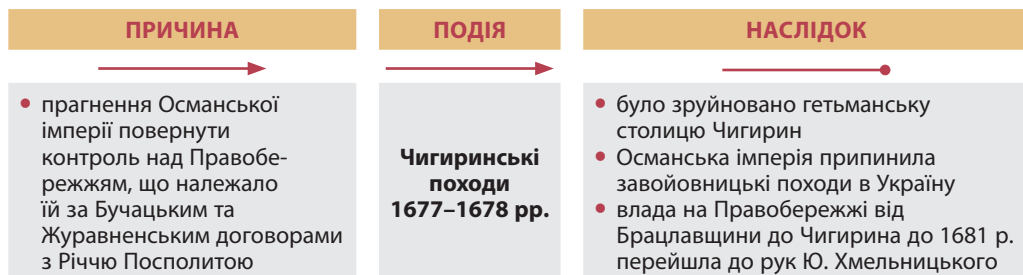 ПРИЧИНА
ПОДІЯ
НАСЛІДОК
• прагнення Османської
імперії повернути
контроль над Правобе-
режжям, що належало
їй за Бучацьким та
Журавненським договорами
з Річчю Посполитою
Чигиринські
походи
1677–1678 рр.
• було зруйновано гетьманську
столицю Чигирин
• Османська імперія припинила
завойовницькі походи в Україну
• влада на Правобережжі від
Брацлавщини до Чигирина до 1681 р.
перейшла до рук Ю. Хмельницького